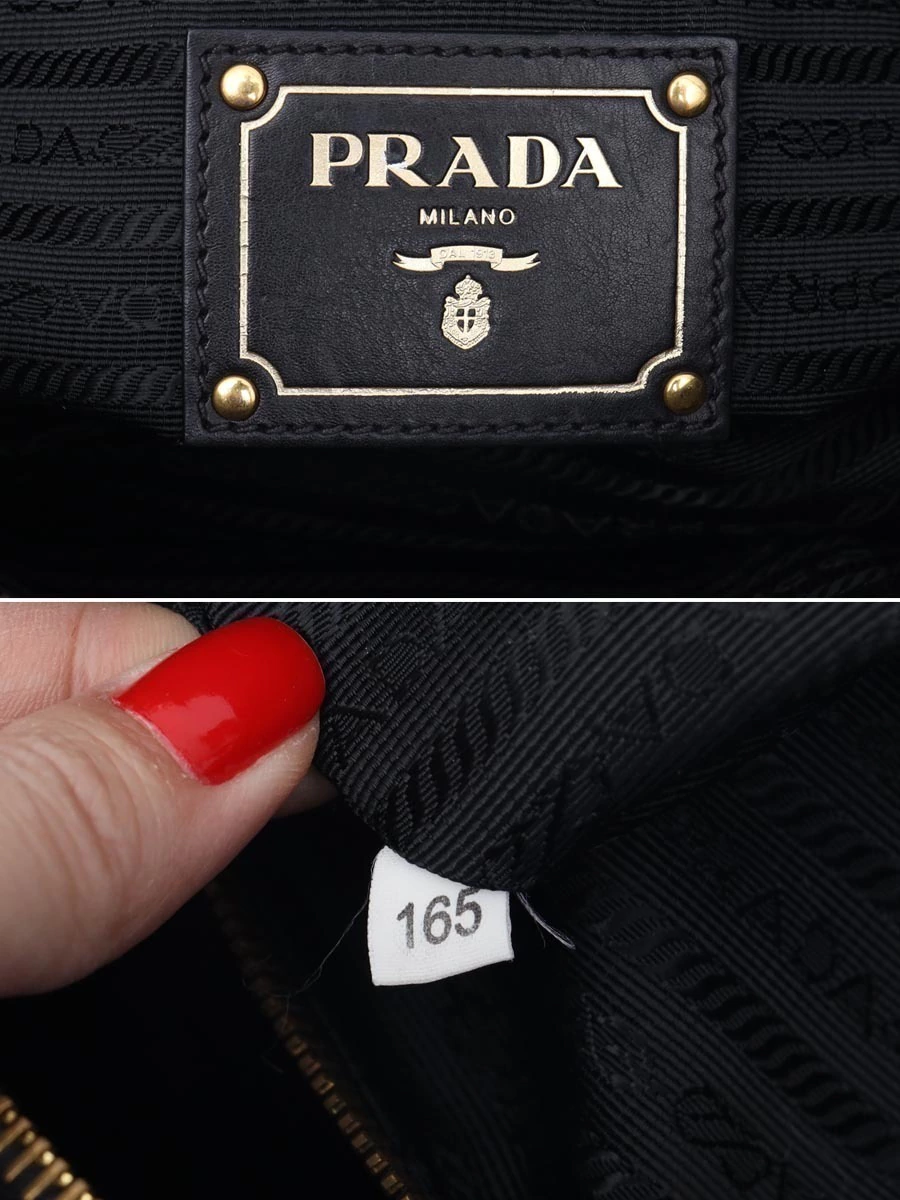 PRADA
MILANO
DAL 1913
165